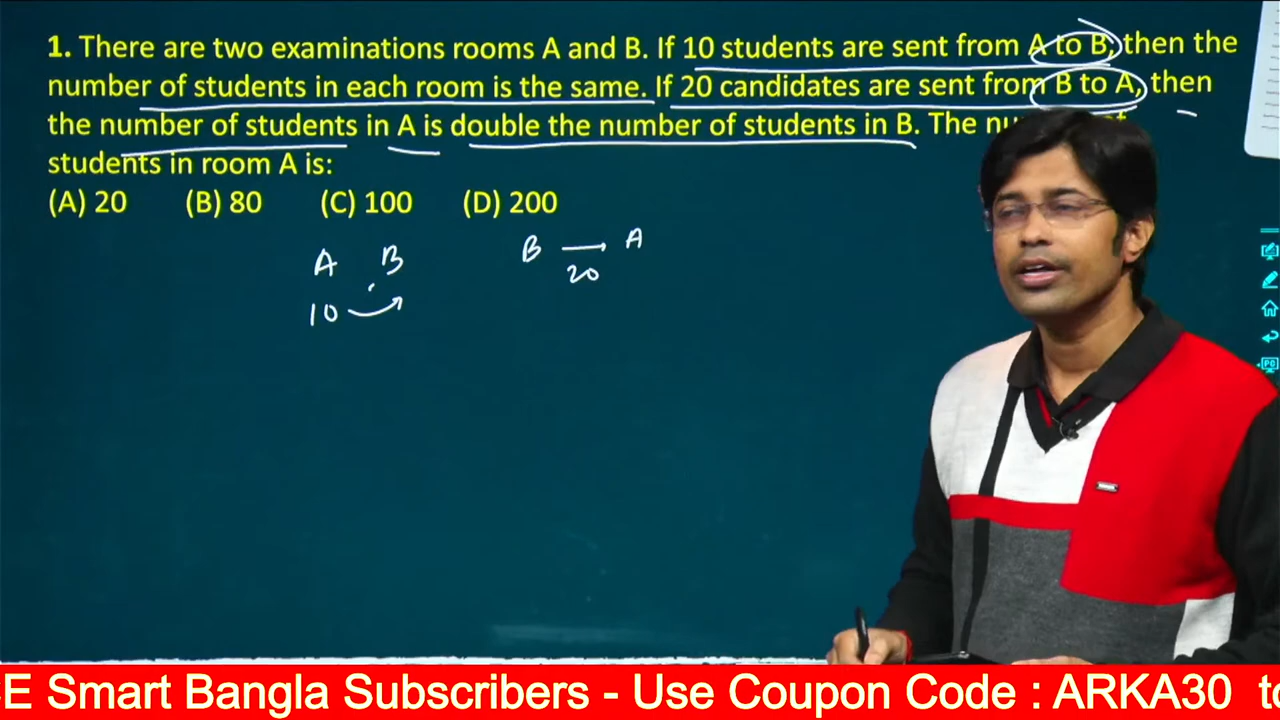 1. There are two examinations rooms A and B. If 10 students are sent from A to B, then the
number of students in each room is the same. If 20 candidates are sent from B to A, then
the number of students in A is double the number of students in B. The
students in room A is:
(A) 20 (B) 80 (C) 100 (D) 200
A B B → A
10 20
E Smart Bangla Subscribers - Use Coupon Code : ARKA30 to